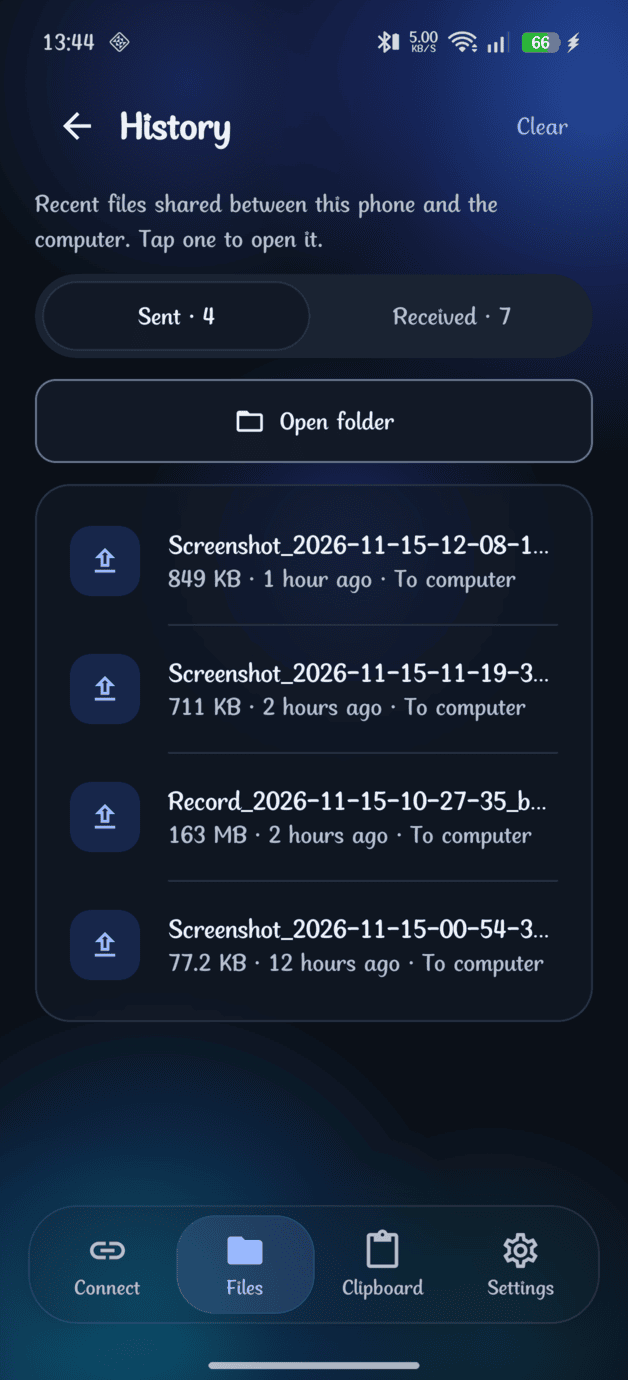 13:44
5.00
KB/S
66
History
Clear
Recent files shared between this phone and the
computer. Tap one to open it.
Sent · 4
Received · 7
Open folder
Screenshot_2026-11-15-12-08-1...
849 KB · 1 hour ago · To computer
Screenshot_2026-11-15-11-19-3...
711 KB · 2 hours ago · To computer
Record_2026-11-15-10-27-35_b...
163 MB · 2 hours ago · To computer
Screenshot_2026-11-15-00-54-3...
77.2 KB · 12 hours ago · To computer
Connect
Files
Clipboard
Settings